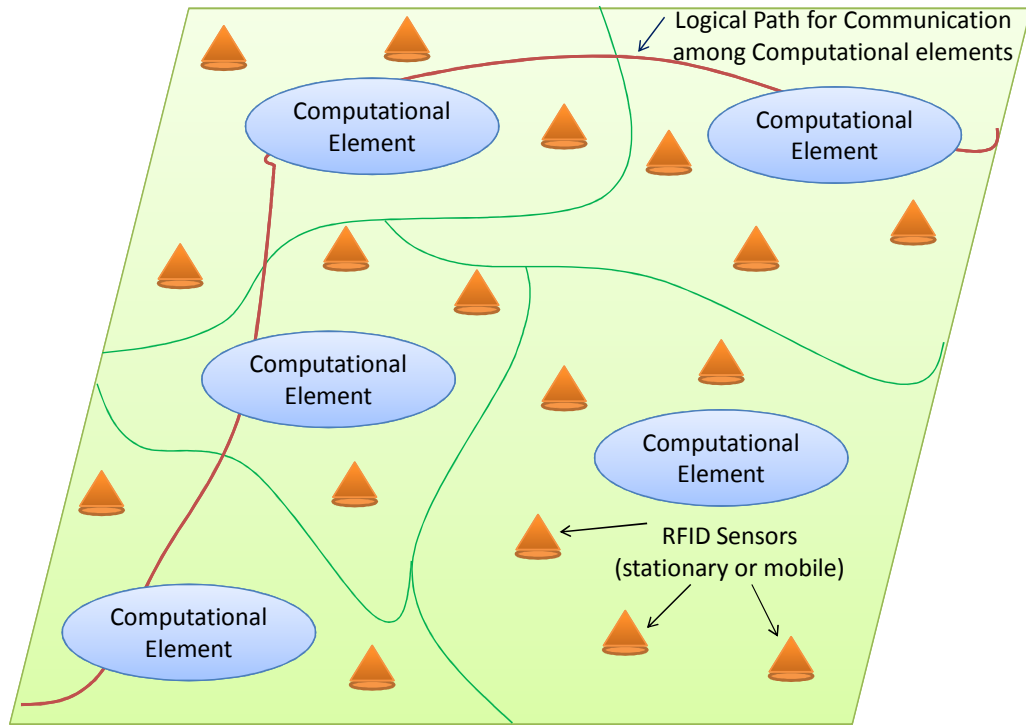 Logical Path for Communication
among Computational elements
Computational
Element
Computational
Element
Computational
Element
Computational
Element
RFID Sensors
(stationary or mobile)
Computational
Element